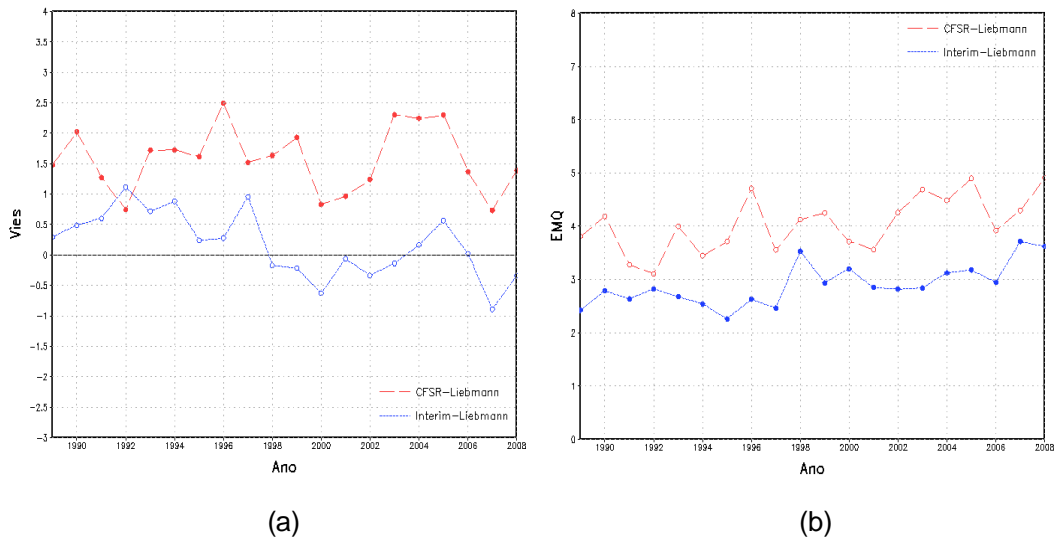 4
3.5
3
2.5
2
1.5
1
0.5
0
-0.5
-1
-1.5
-2
-2.5
-3
Vies
CFSR-Liebmann
Interim-Liebmann
1990 1992 1994 1996 1998 2000 2002 2004 2006 2008
Ano
(a)
8
7
6
5
4
3
2
1
0
EMQ
CFSR-Liebmann
Interim-Liebmann
1990 1992 1994 1996 1998 2000 2002 2004 2006 2008
Ano
(b)